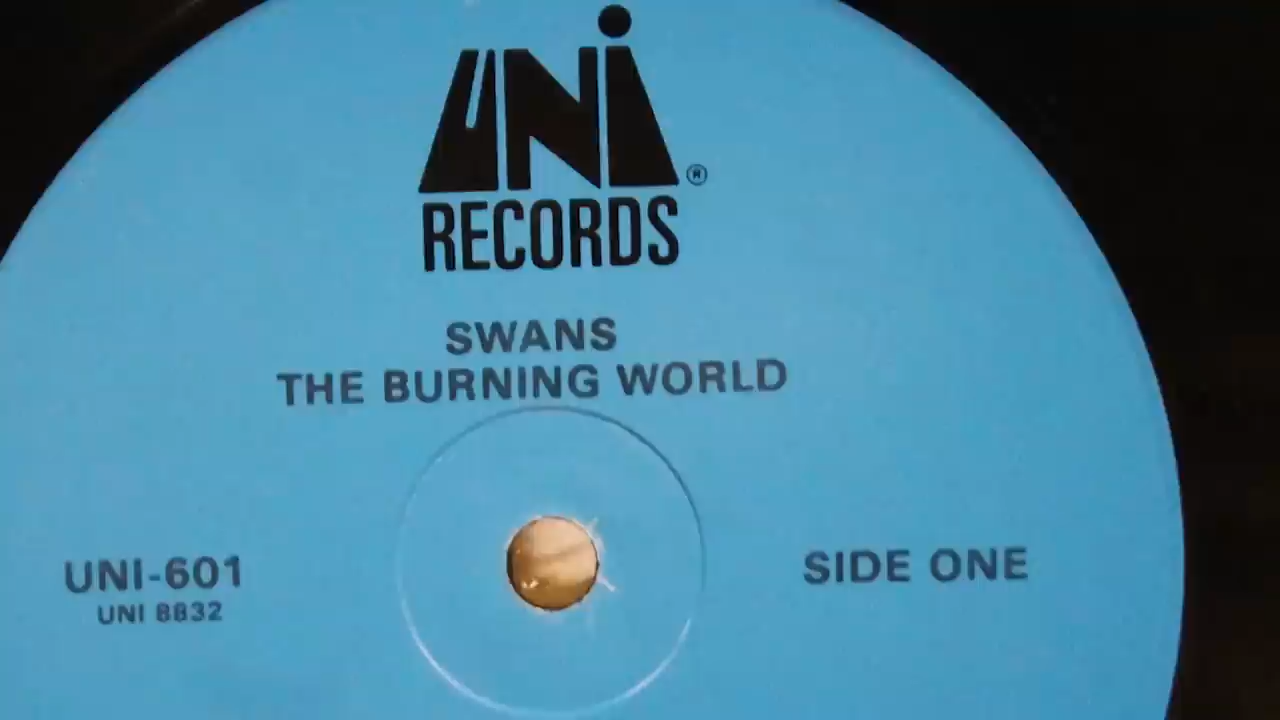 UNi ®
RECORDS
SWANS
THE BURNING WORLD
UNI-601
UNI 8832
SIDE ONE